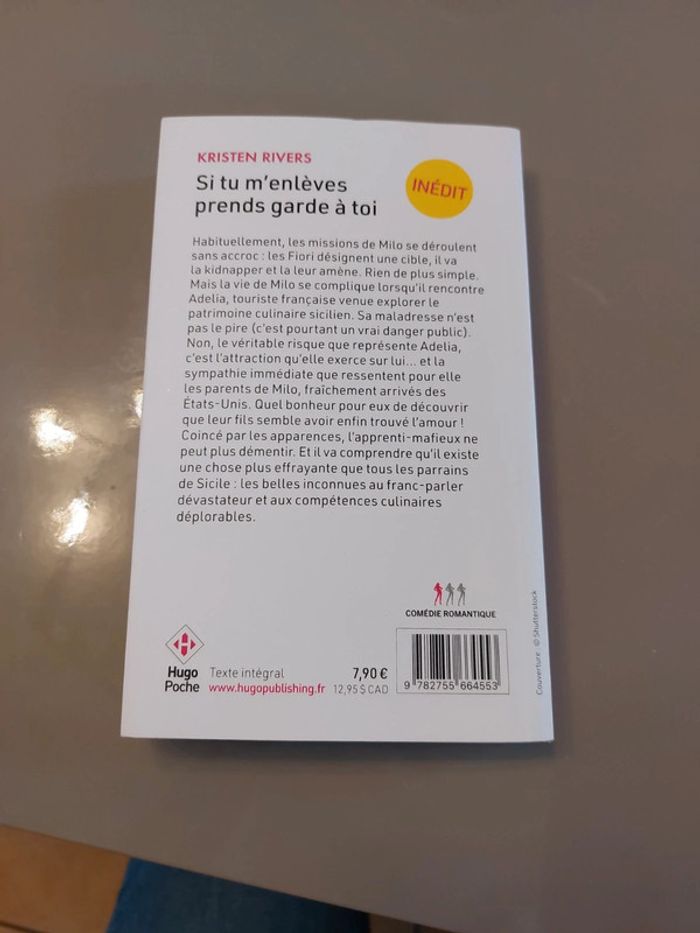 KRISTEN RIVERS
Si tu m'enlèves
prends garde à toi
INÉDIT
Habituellement, les missions de Milo se déroulent
sans accroc : les Fiori désignent une cible, il va
la kidnapper et la leur amène. Rien de plus simple.
Mais la vie de Milo se complique lorsqu'il rencontre
Adelia, touriste française venue explorer le
patrimoine culinaire sicilien. Sa maladresse n'est
pas le pire (c'est pourtant un vrai danger public).
Non, le véritable risque que représente Adelia,
c'est l'attraction qu'elle exerce sur lui... et la
sympathie immédiate que ressentent pour elle
les parents de Milo, fraîchement arrivés des
États-Unis. Quel bonheur pour eux de découvrir
que leur fils semble avoir enfin trouvé l'amour !
Coincé par les apparences, l'apprenti-mafieux ne
peut plus démentir. Et il va comprendre qu'il existe
une chose plus effrayante que tous les parrains
de Sicile : les belles inconnues au franc-parler
dévastateur et aux compétences culinaires
déplorables.
COMÉDIE ROMANTIQUE
Hugo
Poche
Texte intégral
www.hugopublishing.fr
7,90 €
12,95 $ CAD
9 782755 664553
Couverture : © Shutterstock